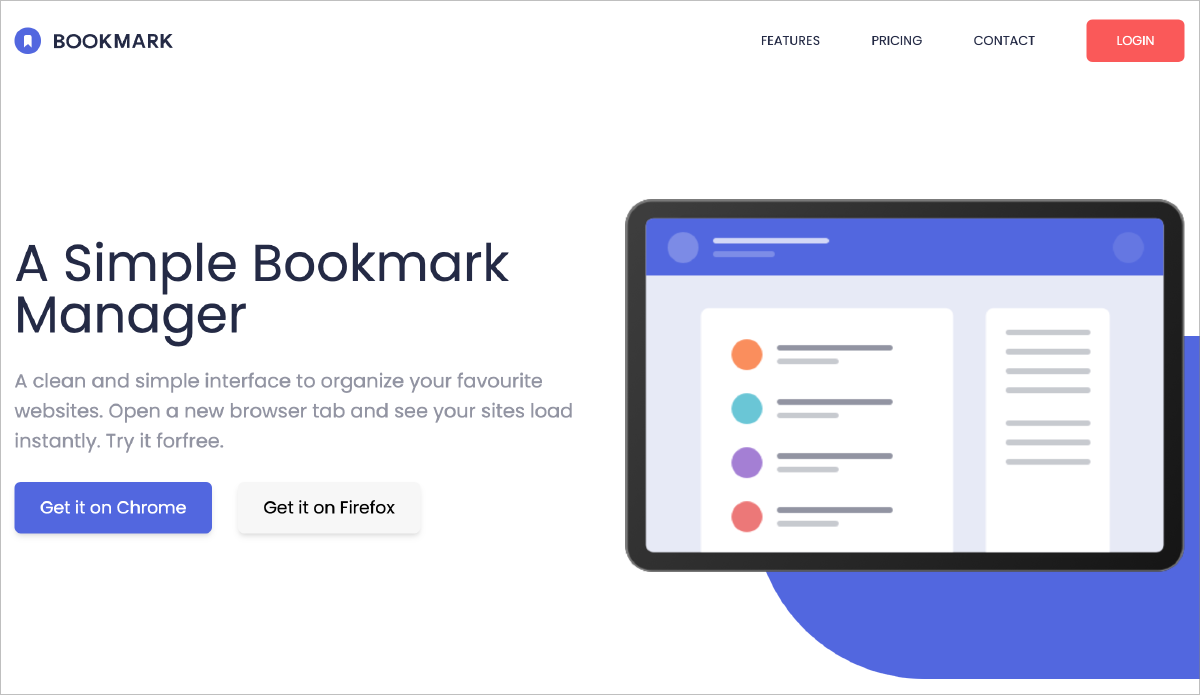 BOOKMARK
FEATURES
PRICING
CONTACT
LOGIN
A Simple Bookmark
Manager
A clean and simple interface to organize your favourite
websites. Open a new browser tab and see your sites load
instantly. Try it forfree.
Get it on Chrome
Get it on Firefox